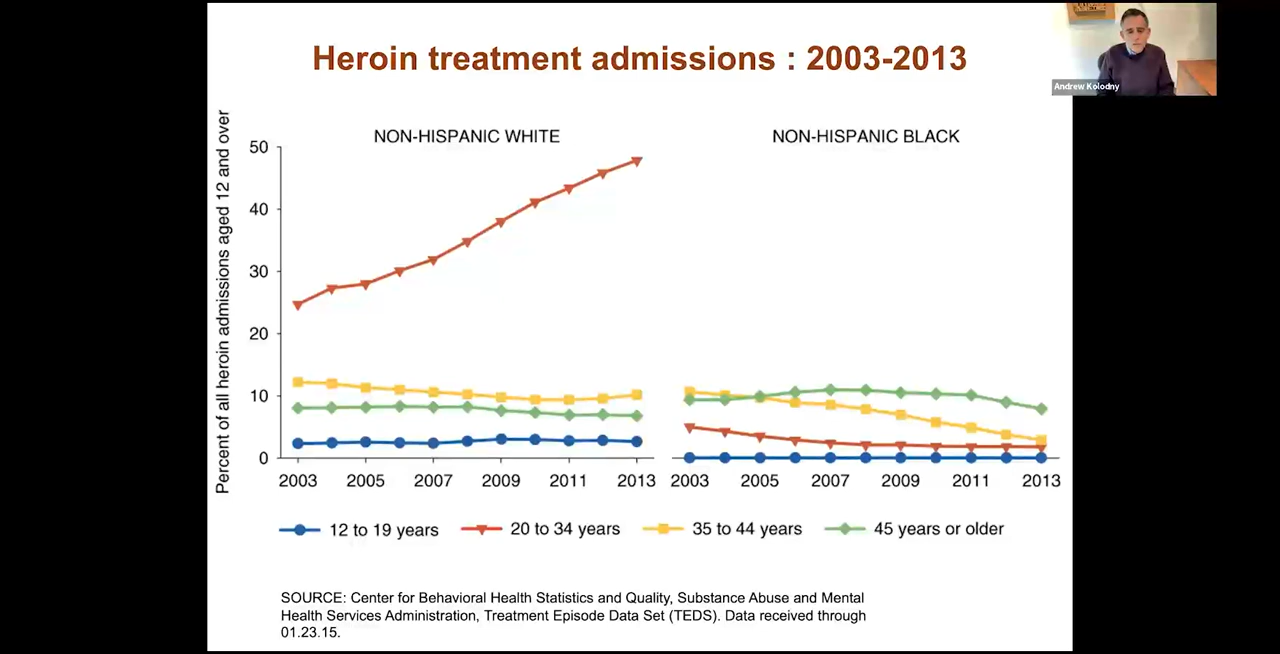 Heroin treatment admissions : 2003-2013
Andrew Kolodny
Percent of all heroin admissions aged 12 and over
NON-HISPANIC WHITE
NON-HISPANIC BLACK
50
40
30
20
10
0
2003 2005 2007 2009 2011 2013
2003 2005 2007 2009 2011 2013
12 to 19 years 20 to 34 years 35 to 44 years 45 years or older
SOURCE: Center for Behavioral Health Statistics and Quality, Substance Abuse and Mental
Health Services Administration, Treatment Episode Data Set (TEDS). Data received through
01.23.15.